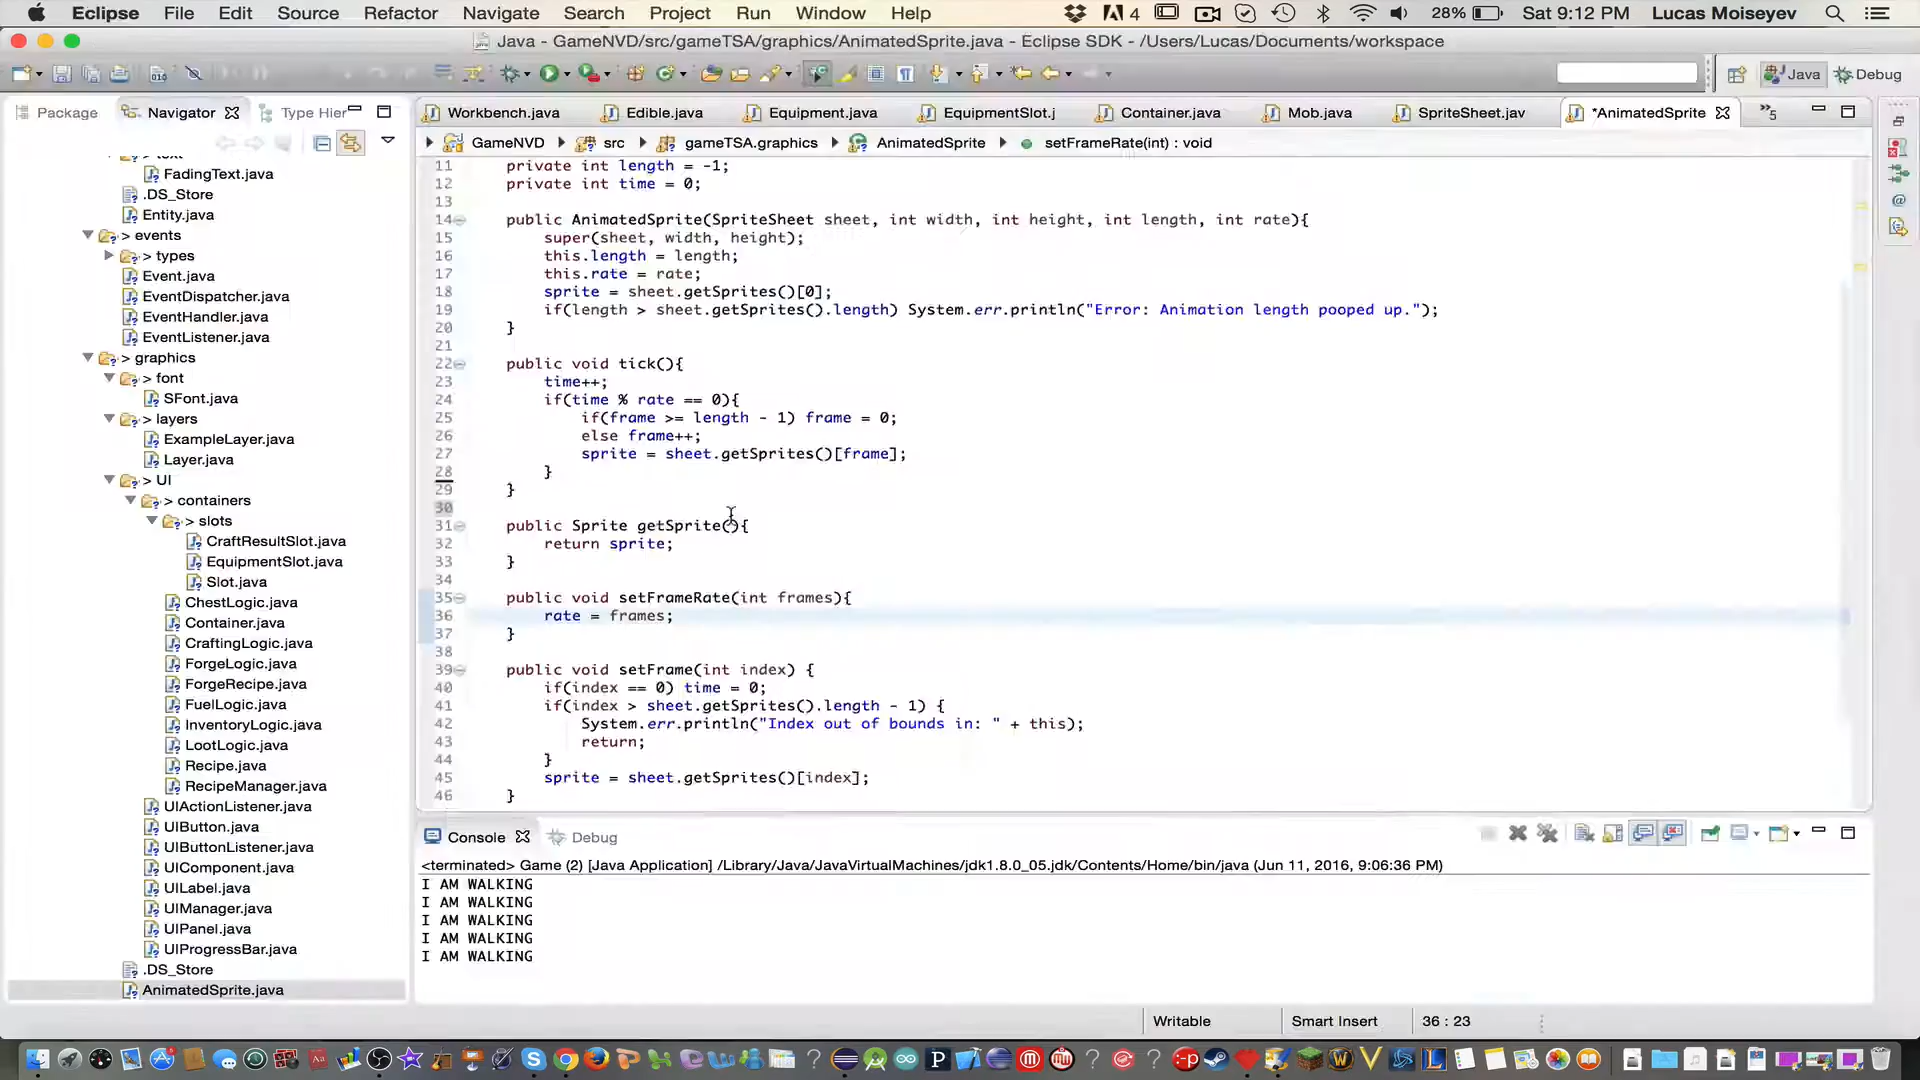 Eclipse File Edit Source Refactor Navigate Search Project Run Window Help 4 28% Sat 9:12 PM Lucas Moiseyev
Java - GameNVD/src/gameTSA/graphics/AnimatedSprite.java - Eclipse SDK - /Users/Lucas/Documents/workspace
Java Debug
Package Navigator Type Hier
Workbench.java Edible.java Equipment.java EquipmentSlot.j Container.java Mob.java SpriteSheet.jav *AnimatedSprite »5
GameNVD src gameTSA.graphics AnimatedSprite setFrameRate(int) : void
text
FadingText.java
.DS_Store
Entity.java
> events
> types
Event.java
EventDispatcher.java
EventHandler.java
EventListener.java
> graphics
> font
SFont.java
> layers
ExampleLayer.java
Layer.java
> UI
> containers
> slots
CraftResultSlot.java
EquipmentSlot.java
Slot.java
ChestLogic.java
Container.java
CraftingLogic.java
ForgeLogic.java
ForgeRecipe.java
FuelLogic.java
InventoryLogic.java
LootLogic.java
Recipe.java
RecipeManager.java
UIActionListener.java
UIButton.java
UIButtonListener.java
UIComponent.java
UILabel.java
UIManager.java
UIPanel.java
UIProgressBar.java
.DS_Store
AnimatedSprite.java
11 private int length = -1;
12 private int time = 0;
13
14 public AnimatedSprite(SpriteSheet sheet, int width, int height, int length, int rate){
15 super(sheet, width, height);
16 this.length = length;
17 this.rate = rate;
18 sprite = sheet.getSprites()[0];
19 if(length > sheet.getSprites().length) System.err.println("Error: Animation length pooped up.");
20 }
21
22 public void tick(){
23 time++;
24 if(time % rate == 0){
25 if(frame >= length - 1) frame = 0;
26 else frame++;
27 sprite = sheet.getSprites()[frame];
28 }
29 }
30
31 public Sprite getSprite(){
32 return sprite;
33 }
34
35 public void setFrameRate(int frames){
36 rate = frames;
37 }
38
39 public void setFrame(int index) {
40 if(index == 0) time = 0;
41 if(index > sheet.getSprites().length - 1) {
42 System.err.println("Index out of bounds in: " + this);
43 return;
44 }
45 sprite = sheet.getSprites()[index];
46 }
Console Debug
<terminated> Game (2) [Java Application] /Library/Java/JavaVirtualMachines/jdk1.8.0_05.jdk/Contents/Home/bin/java (Jun 11, 2016, 9:06:36 PM)
I AM WALKING
I AM WALKING
I AM WALKING
I AM WALKING
I AM WALKING
Writable Smart Insert 36 : 23